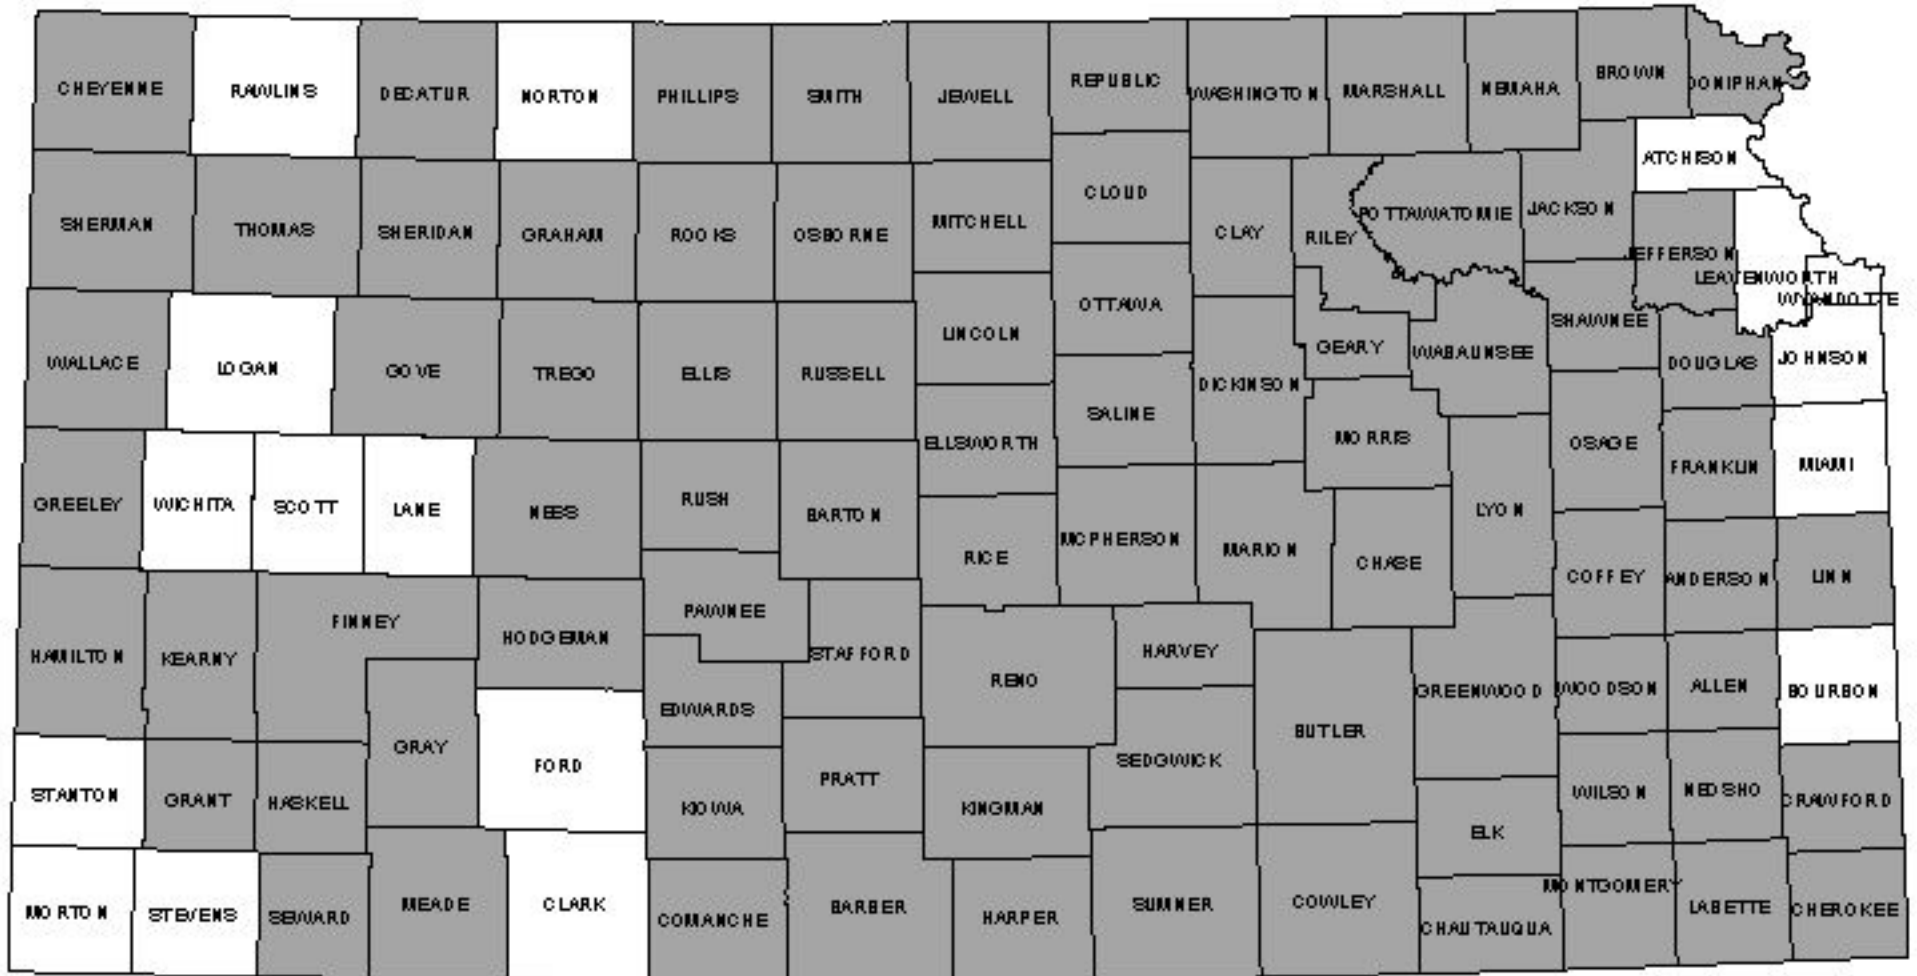 CHEYENNE RAWLINS DECATUR NORTON PHILLIPS SMITH JEWELL REPUBLIC WASHINGTON MARSHALL NEMAHA BROWN DONIPHAN
ATCHISON
SHERMAN THOMAS SHERIDAN GRAHAM ROOKS OSBORNE MITCHELL CLOUD CLAY RILEY POTTAWATOMIE JACKSON JEFFERSON
LEAVENWORTH
WYANDOTTE
WALLACE LOGAN GOVE TREGO ELLIS RUSSELL LINCOLN OTTAWA DICKINSON GEARY WABAUNSEE SHAWNEE DOUGLAS JOHNSON
ELLSWORTH SALINE MORRIS OSAGE FRANKLIN MIAMI
GREELEY WICHITA SCOTT LANE NEES RUSH BARTON RICE MCPHERSON MARION CHASE LYON COFFEY ANDERSON LINN
HAMILTON KEARNY FINNEY HODGEMAN PAWNEE STAFFORD RENO HARVEY GREENWOOD WOODSON ALLEN BOURBON
GRAY FORD EDWARDS SEDGWICK BUTLER
STANTON GRANT HASKELL KIOWA PRATT KINGMAN ELK WILSON NEOSHO CRAWFORD
MORTON STEVENS SEWARD MEADE CLARK COMANCHE BARBER HARPER SUMNER COWLEY CHAUTAUQUA MONTGOMERY LABETTE CHEROKEE